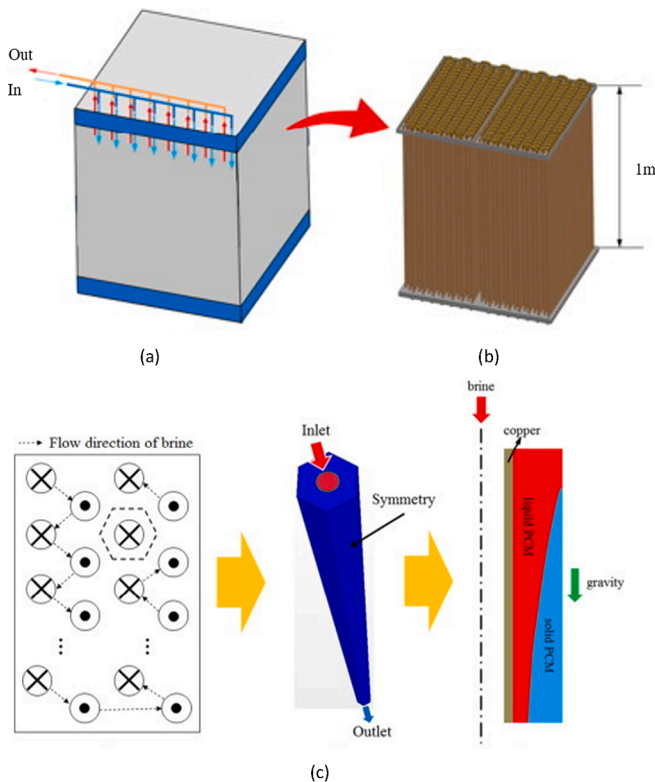 Out
In
1m
(a)
(b)
Flow direction of brine
Inlet
Symmetry
Outlet
brine
copper
liquid PCM
solid PCM
gravity
(c)